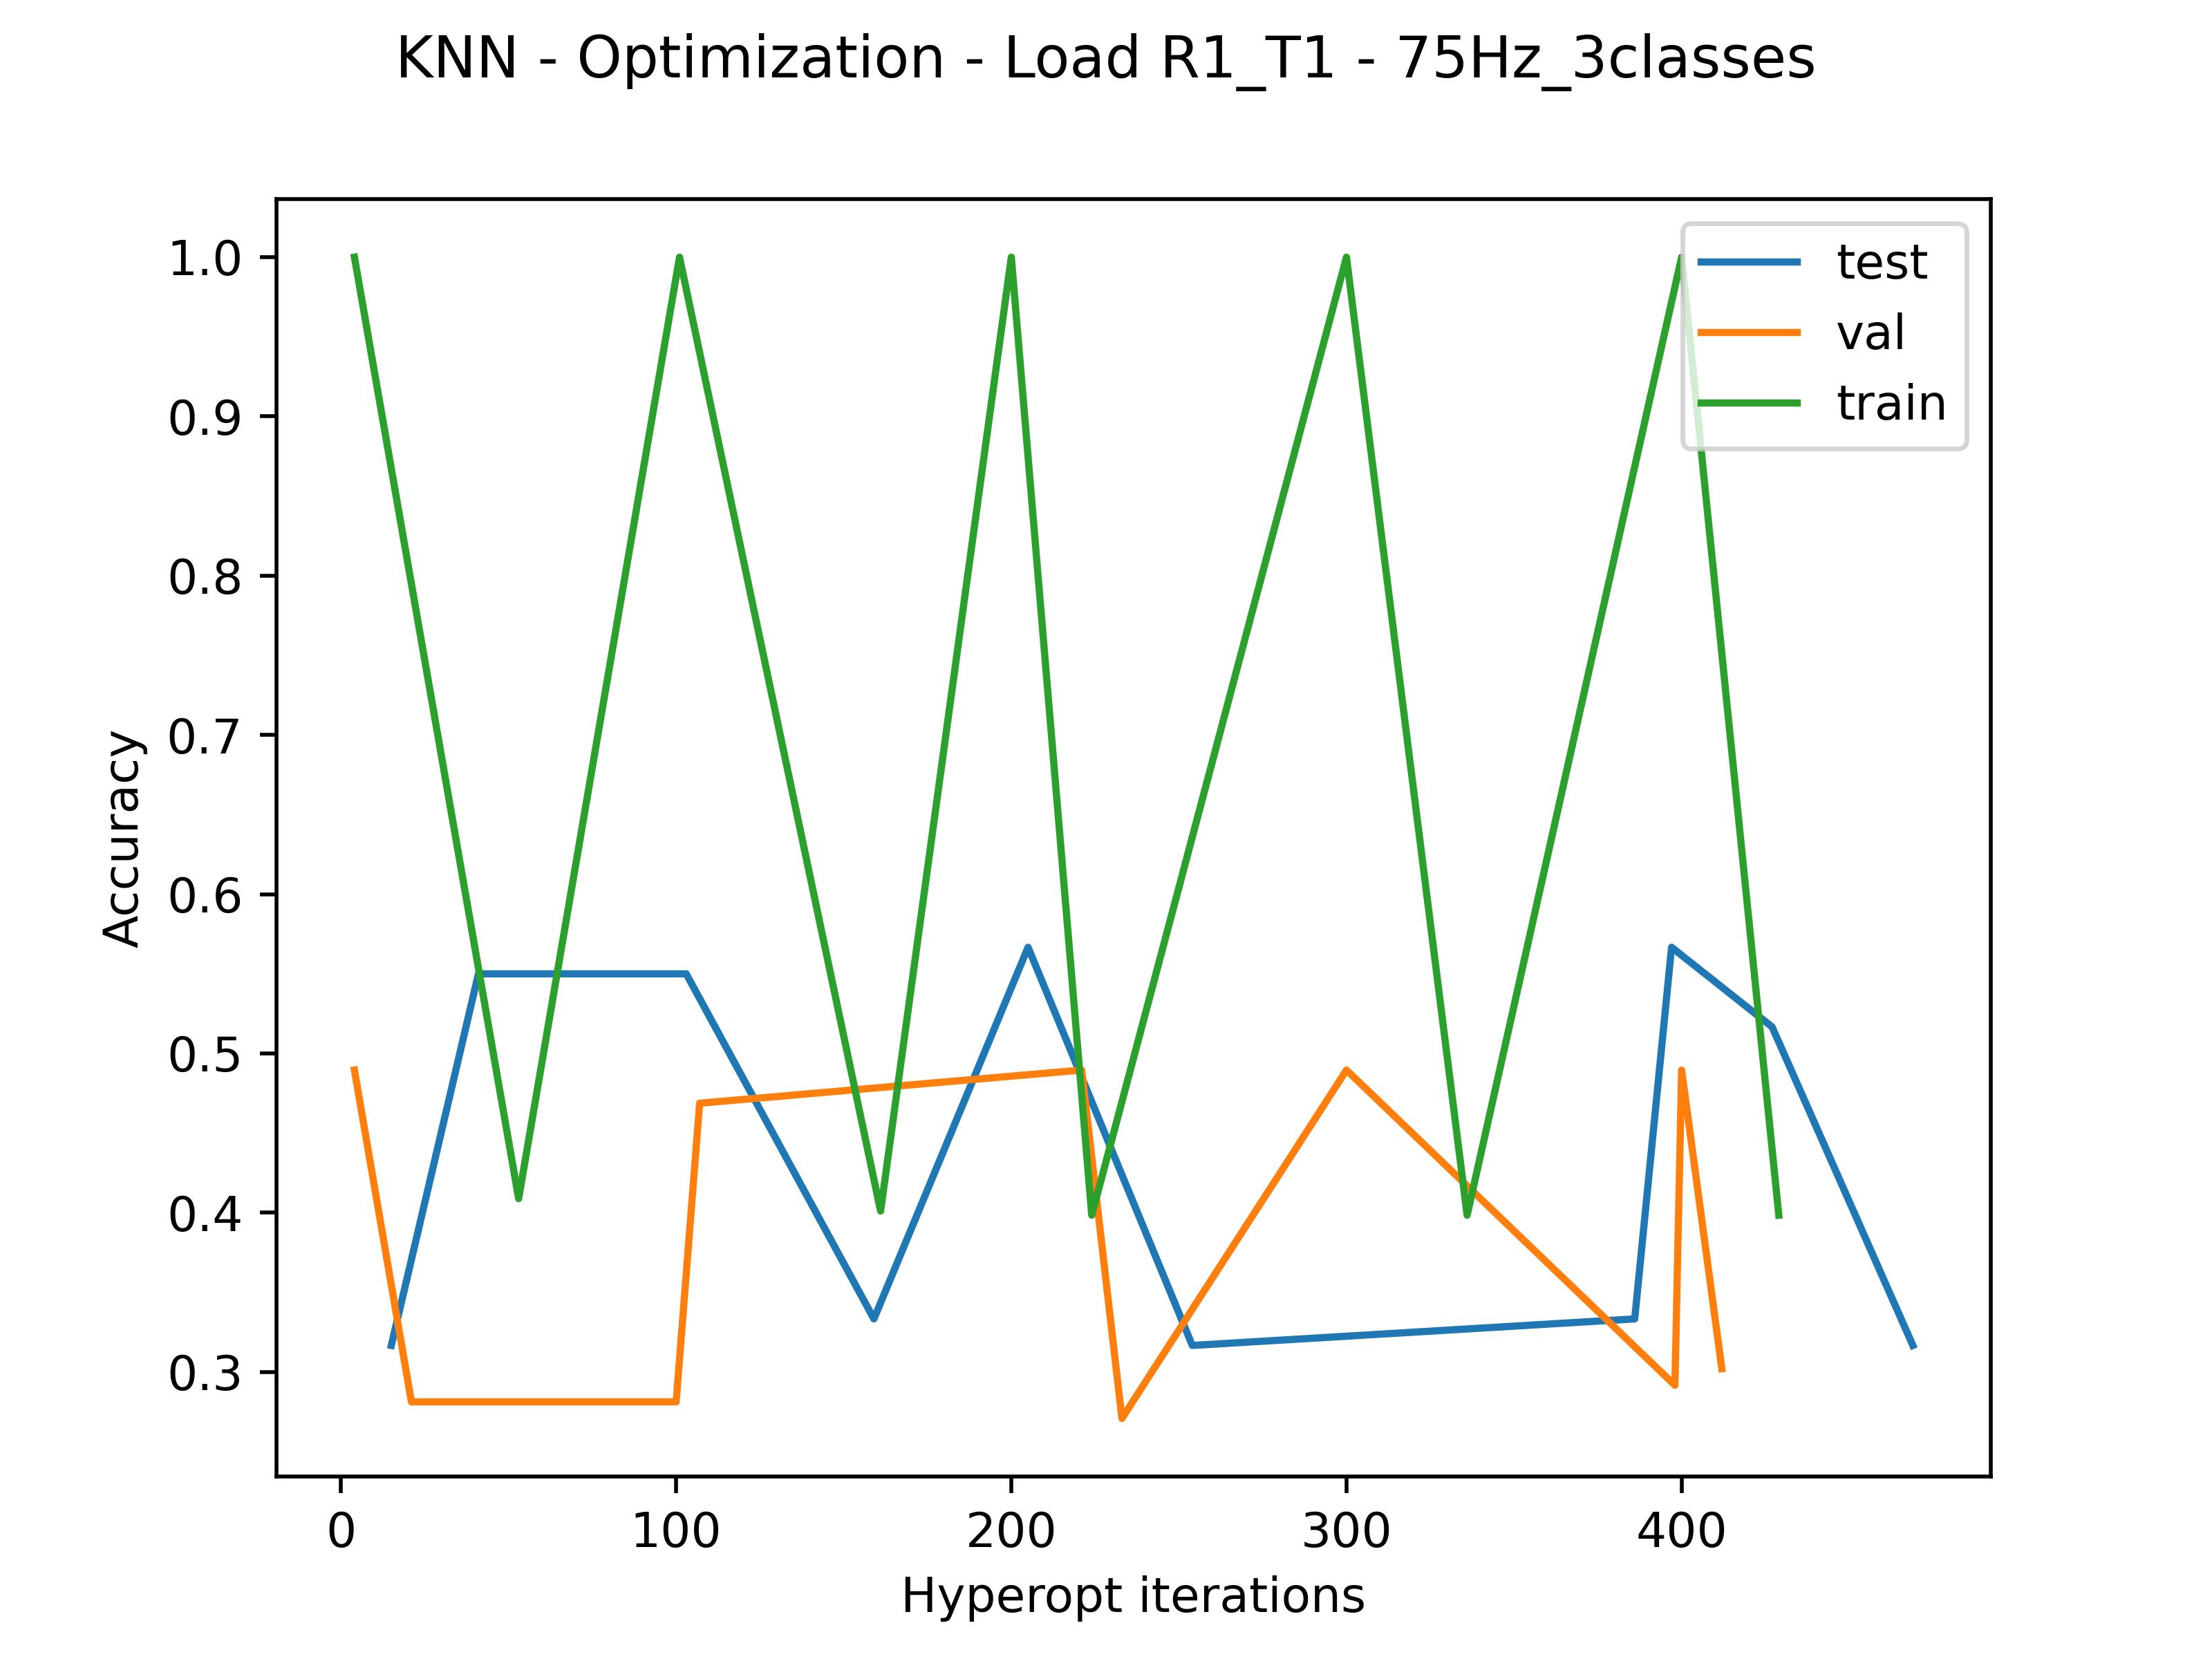 KNN - Optimization - Load R1_T1 - 75Hz_3classes
test
val
train
1.0
0.9
0.8
0.7
0.6
0.5
0.4
0.3
Accuracy
0 100 200 300 400
Hyperopt iterations